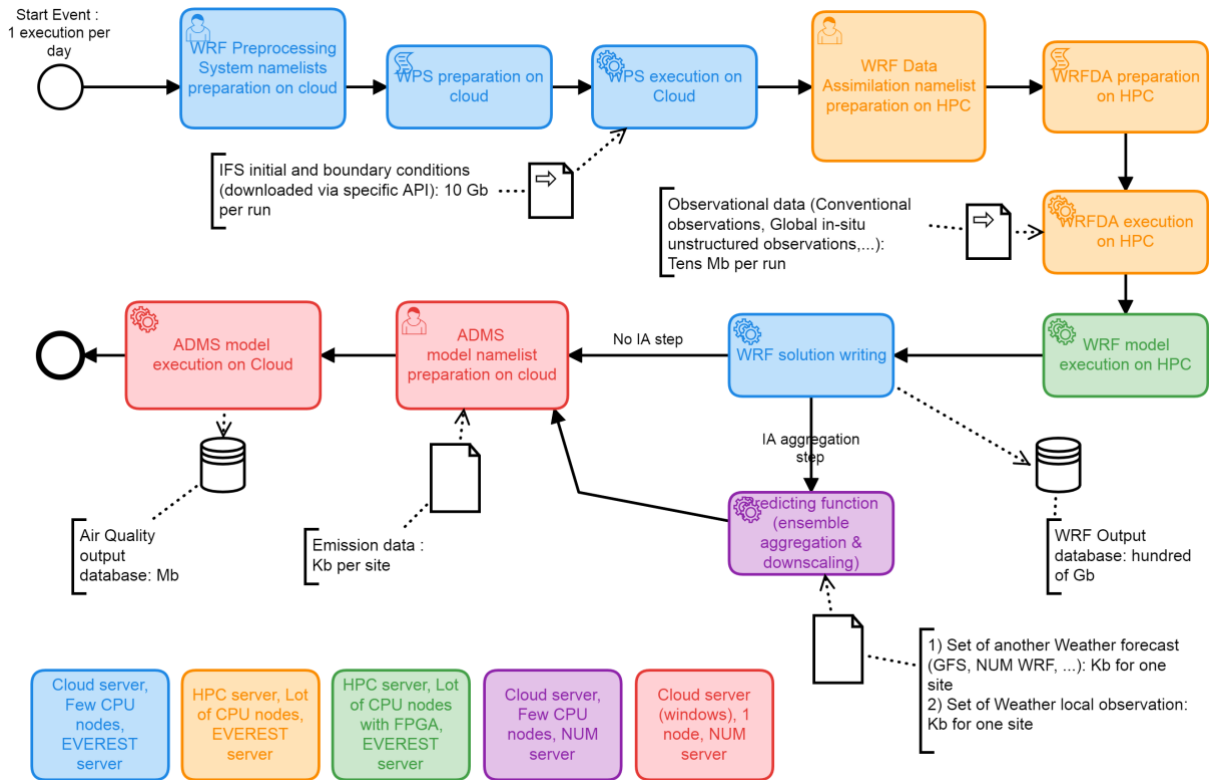 Start Event :
1 execution per
day
WRF Preprocessing
System namelists
preparation on cloud
WPS preparation on
cloud
WPS execution on
Cloud
WRF Data
Assimilation namelist
preparation on HPC
WRFDA preparation
on HPC
IFS initial and boundary conditions
(downloaded via specific API): 10 Gb
per run
Observational data (Conventional
observations, Global in-situ
unstructured observations,...):
Tens Mb per run
WRFDA execution
on HPC
ADMS model
execution on Cloud
ADMS
model namelist
preparation on cloud
No IA step
WRF solution writing
WRF model
execution on HPC
IA aggregation
step
Air Quality
output
database: Mb
Emission data :
Kb per site
redicting function
(ensemble
aggregation &
downscaling)
WRF Output
database: hundred
of Gb
1) Set of another Weather forecast
(GFS, NUM WRF, ...): Kb for one
site
2) Set of Weather local observation:
Kb for one site
Cloud server,
Few CPU
nodes,
EVEREST
server
HPC server, Lot
of CPU nodes,
EVEREST
server
HPC server, Lot
of CPU nodes
with FPGA,
EVEREST
server
Cloud server,
Few CPU
nodes, NUM
server
Cloud server
(windows), 1
node, NUM
server